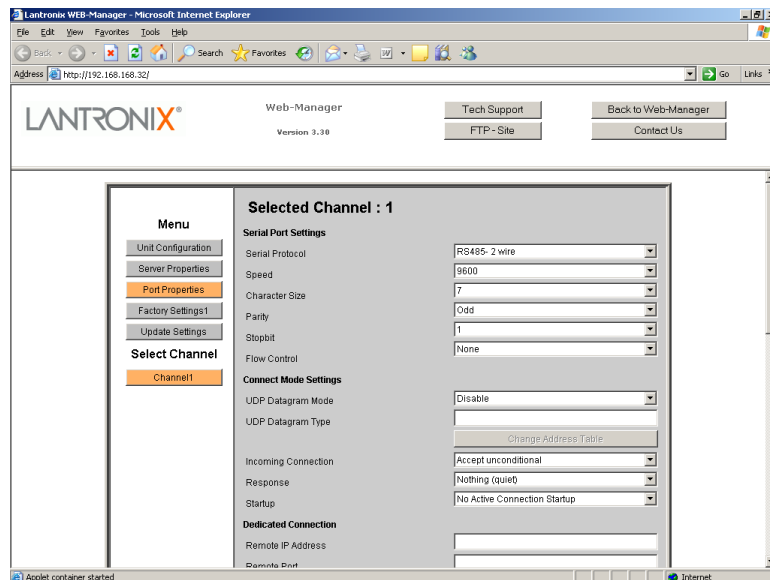 Lantronix WEB-Manager - Microsoft Internet Explorer
File Edit View Favorites Tools Help
Back Search Favorites
Address http://192.168.168.32/ Go Links
LANTRONIX®
Web-Manager
Version 3.30
Tech Support
Back to Web-Manager
FTP - Site
Contact Us
Menu
Unit Configuration
Server Properties
Port Properties
Factory Settings1
Update Settings
Select Channel
Channel1
Selected Channel : 1
Serial Port Settings
Serial Protocol RS485- 2 wire
Speed 9600
Character Size 7
Parity Odd
Stopbit 1
Flow Control None
Connect Mode Settings
UDP Datagram Mode Disable
UDP Datagram Type
Change Address Table
Incoming Connection Accept unconditional
Response Nothing (quiet)
Startup No Active Connection Startup
Dedicated Connection
Remote IP Address
Remote Port
Applet container started Internet